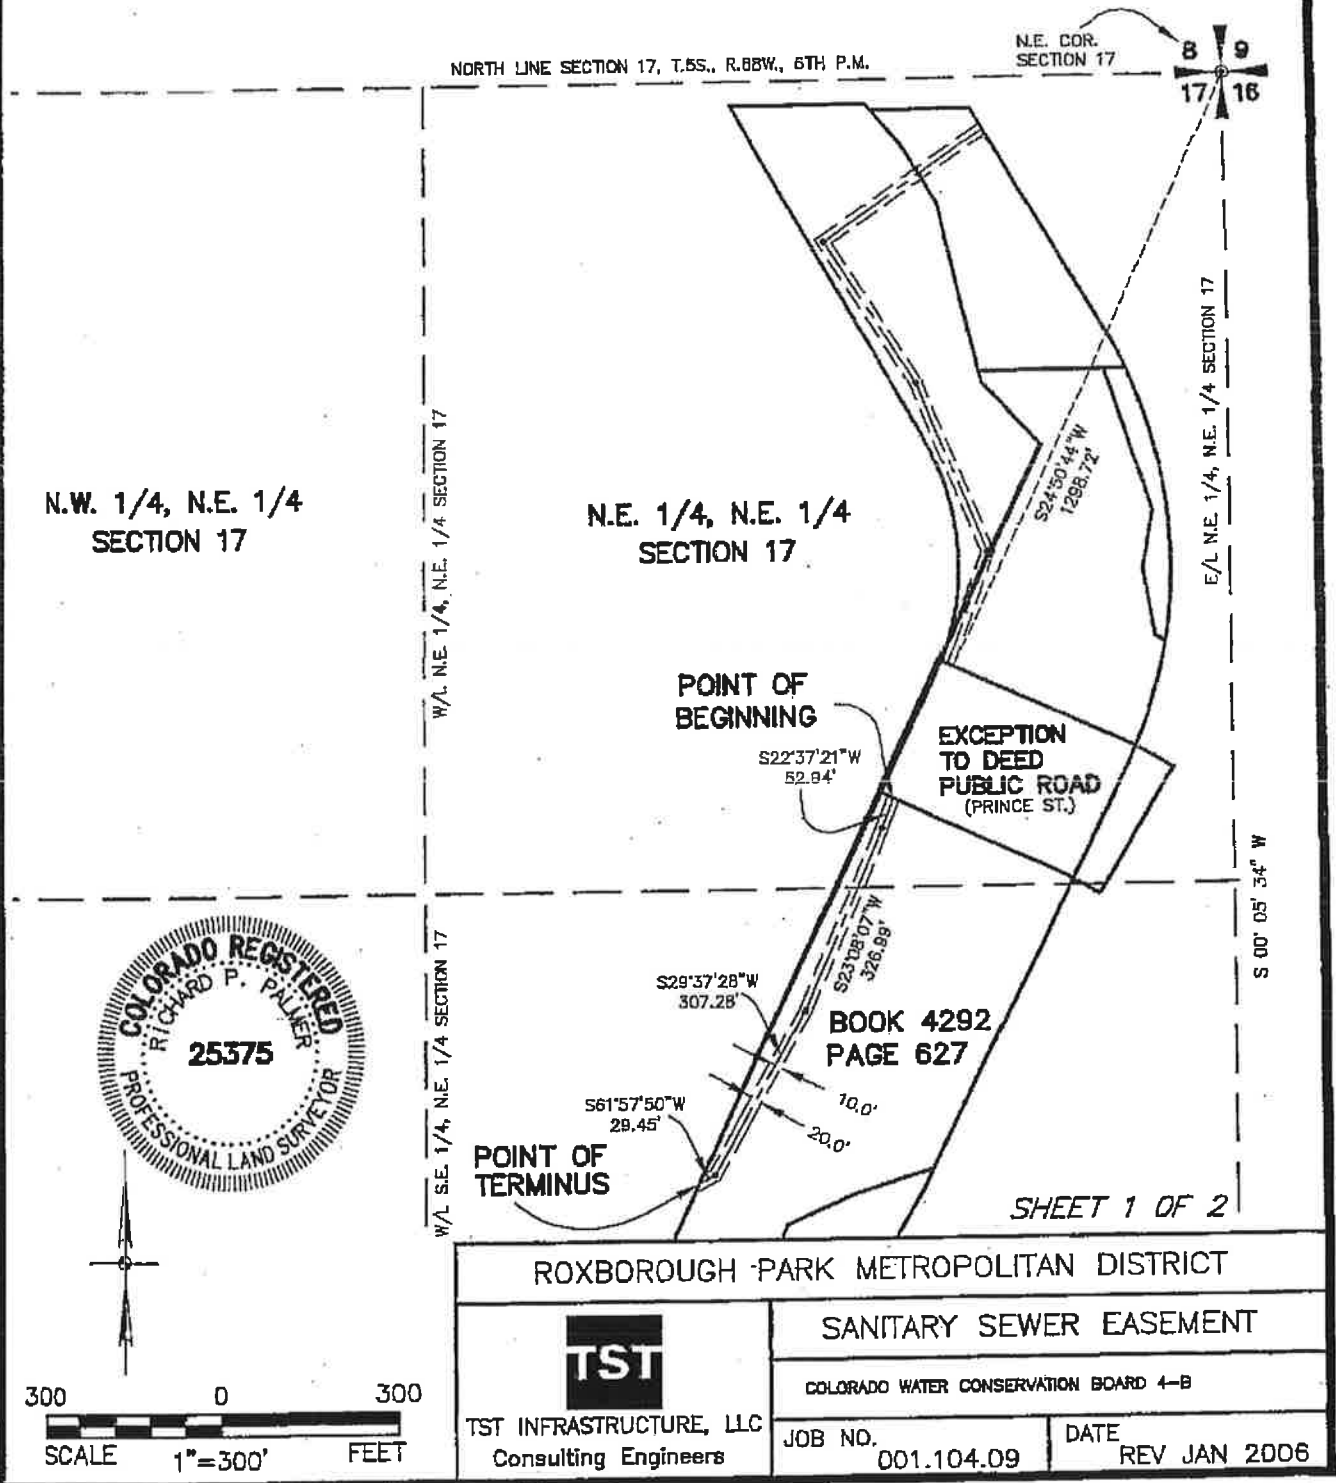 N.E. COR.
SECTION 17
8 9
17 16
NORTH LINE SECTION 17, T.6S., R.68W., 6TH P.M.
W/L N.E. 1/4, N.E. 1/4 SECTION 17
E/L N.E. 1/4, N.E. 1/4 SECTION 17
S24°50'44"W
1298.72'
N.W. 1/4, N.E. 1/4
SECTION 17
N.E. 1/4, N.E. 1/4
SECTION 17
POINT OF
BEGINNING
S22°37'21"W
52.94'
EXCEPTION
TO DEED
PUBLIC ROAD
(PRINCE ST.)
S 00° 05' 34" W
S23°08'07"W
326.99'
S29°37'28"W
307.28'
BOOK 4292
PAGE 627
10.0'
20.0'
S61°57'50"W
29.45'
POINT OF
TERMINUS
W/L S.E. 1/4, N.E. 1/4 SECTION 17
COLORADO REGISTERED
RICHARD P. PALMER
25375
PROFESSIONAL LAND SURVEYOR
SHEET 1 OF 2
300 0 300
SCALE 1"=300' FEET
ROXBOROUGH PARK METROPOLITAN DISTRICT
TST
TST INFRASTRUCTURE, LLC
Consulting Engineers
SANITARY SEWER EASEMENT
COLORADO WATER CONSERVATION BOARD 4-B
JOB NO.
001.104.09
DATE
REV JAN 2006